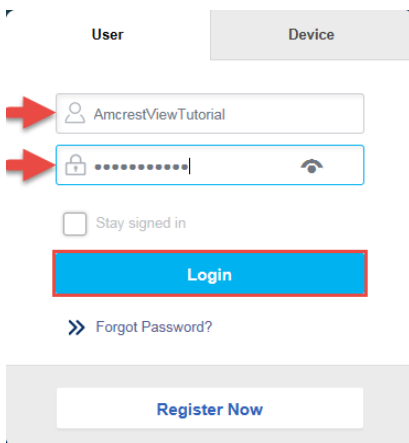 User
Device
AmcrestViewTutorial
•••••••••••
Stay signed in
Login
Forgot Password?
Register Now